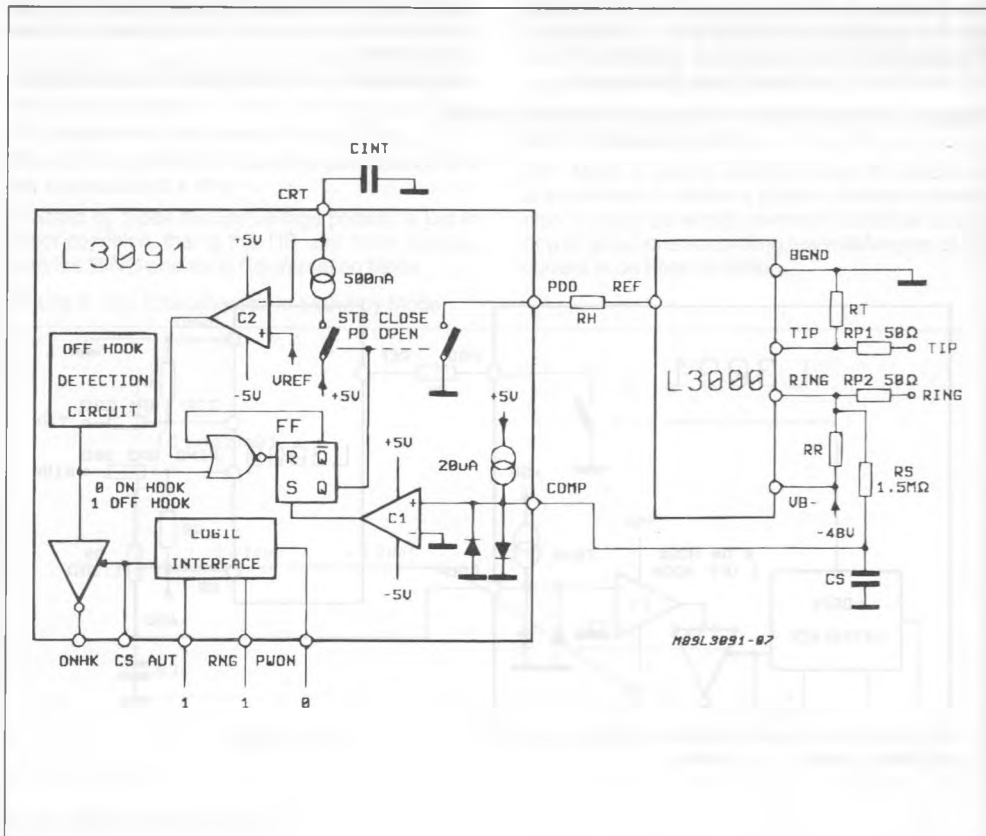 CINT
CRT
L3091
+5V
500nA
BGND
PDO
REF
RH
RT
STB CLOSE
PD OPEN
C2
TIP
RP1 50Ω
TIP
OFF HOOK
DETECTION
CIRCUIT
VREF
-5V
+5V
L3000
RING
RP2 50Ω
RING
+5V
FF
R
Q̅
S
Q
+5V
20uA
RR
RS
1.5MΩ
COMP
0 ON HOOK
1 OFF HOOK
+
C1
-
VB-
-48V
LOGIC
INTERFACE
-5V
CS
M89L3091-07
ONHK
CS
AUT
RNG
PWON
1
1
0